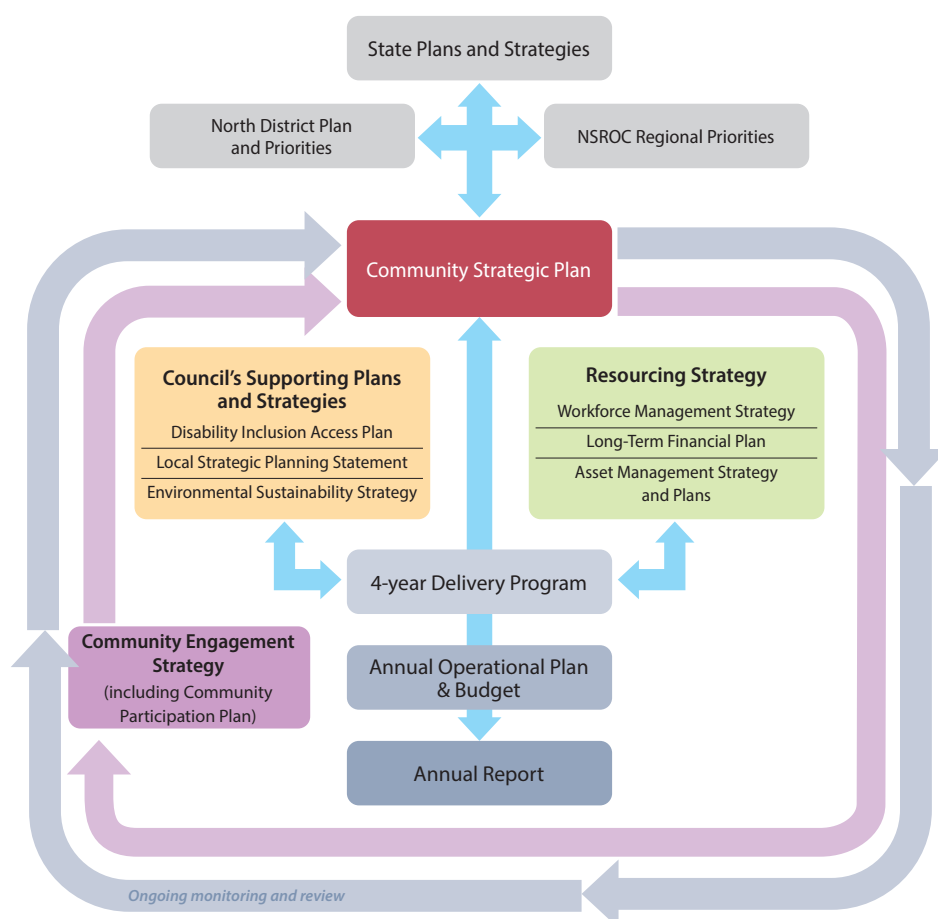 State Plans and Strategies
North District Plan
and Priorities
NSROC Regional Priorities
Community Strategic Plan
Council's Supporting Plans
and Strategies
Disability Inclusion Access Plan
Local Strategic Planning Statement
Environmental Sustainability Strategy
Resourcing Strategy
Workforce Management Strategy
Long-Term Financial Plan
Asset Management Strategy
and Plans
4-year Delivery Program
Community Engagement
Strategy
(including Community
Participation Plan)
Annual Operational Plan
& Budget
Annual Report
Ongoing monitoring and review